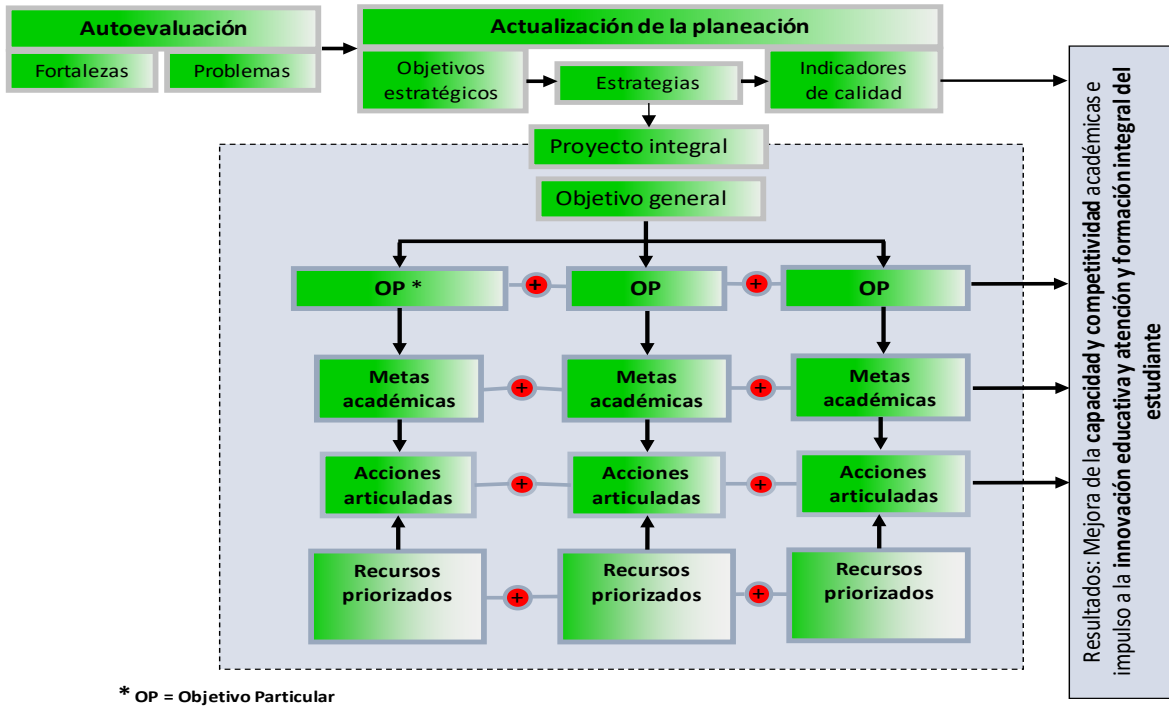 Autoevaluación
Fortalezas
Problemas
Actualización de la planeación
Objetivos
estratégicos
Estrategias
Indicadores
de calidad
Proyecto integral
Objetivo general
OP *
+
OP
+
OP
Metas
académicas
+
Metas
académicas
+
Metas
académicas
Acciones
articuladas
+
Acciones
articuladas
+
Acciones
articuladas
Recursos
priorizados
+
Recursos
priorizados
+
Recursos
priorizados
Resultados: Mejora de la capacidad y competitividad académicas e
impulso a la innovación educativa y atención y formación integral del
estudiante
* OP = Objetivo Particular